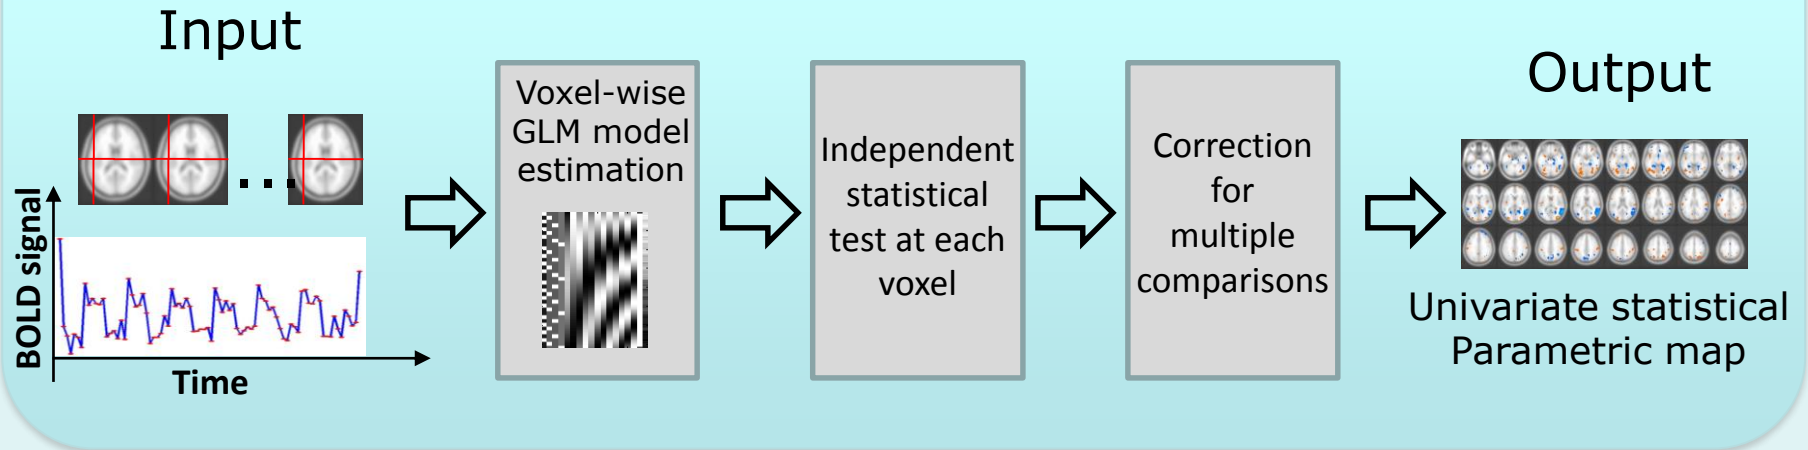 Input
BOLD signal
Time
Voxel-wise
GLM model
estimation
Independent
statistical
test at each
voxel
Correction
for
multiple
comparisons
Output
Univariate statistical
Parametric map